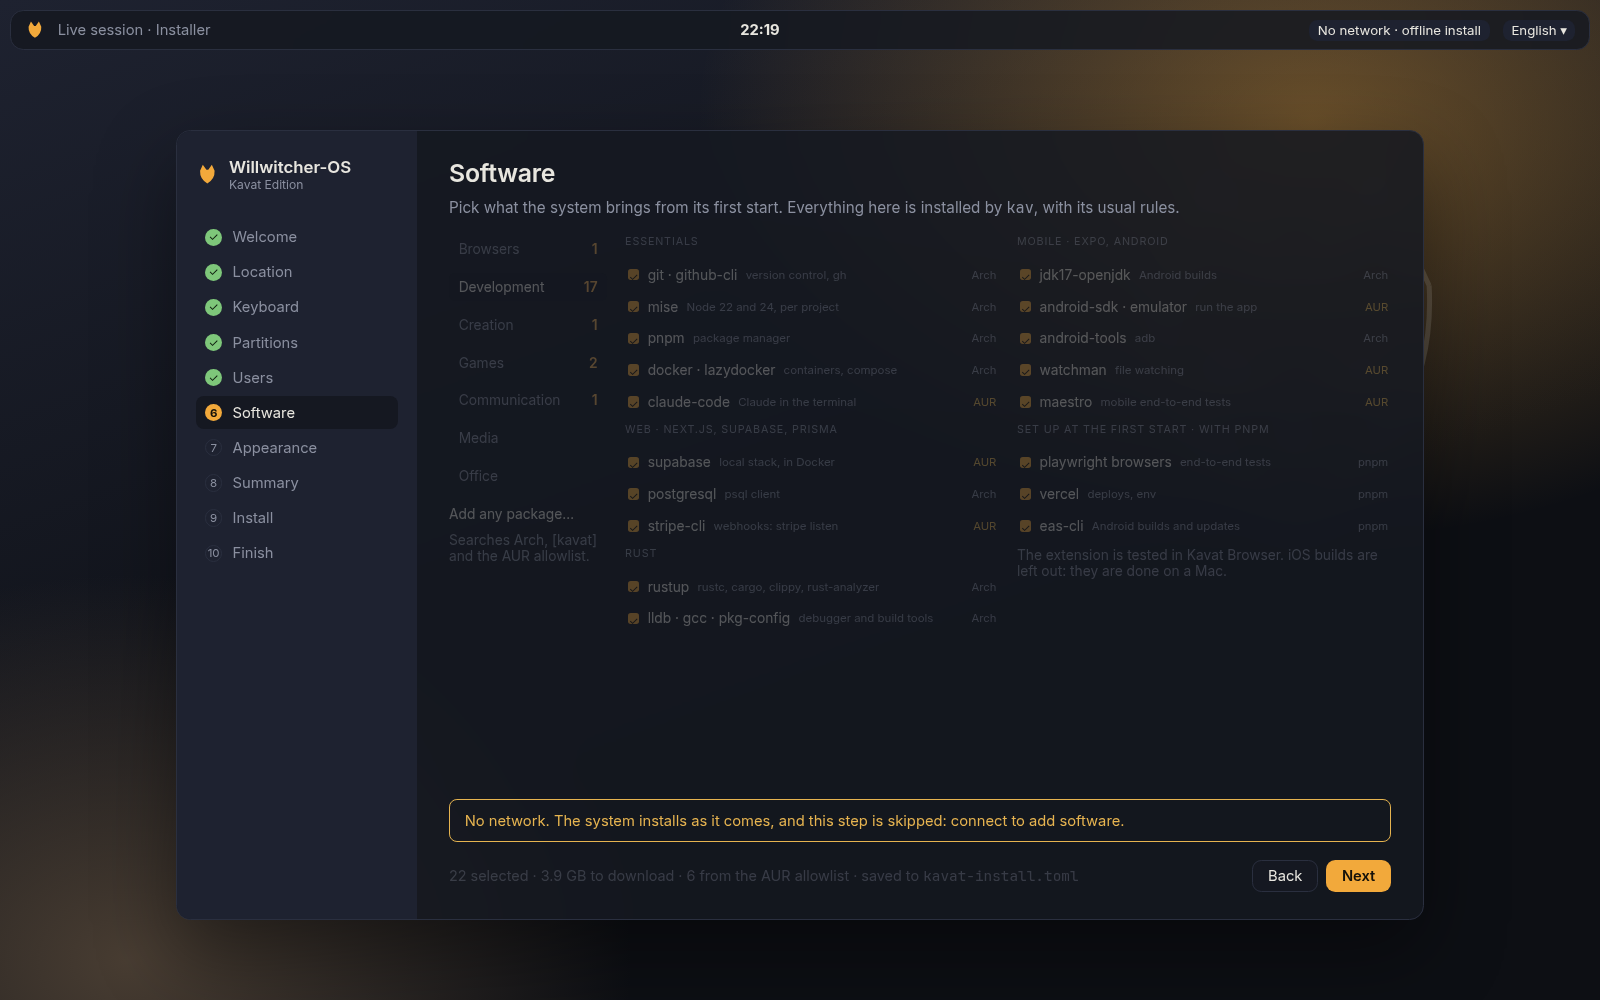 Live session · Installer
22:19
No network · offline install
English ▾
Willwitcher-OS
Kavat Edition
Welcome
Location
Keyboard
Partitions
Users
6 Software
7 Appearance
8 Summary
9 Install
10 Finish
Software
Pick what the system brings from its first start. Everything here is installed by kav, with its usual rules.
Browsers 1
Development 17
Creation 1
Games 2
Communication 1
Media
Office
Add any package...
Searches Arch, [kavat]
and the AUR allowlist.
ESSENTIALS
git · github-cli version control, gh Arch
mise Node 22 and 24, per project Arch
pnpm package manager Arch
docker · lazydocker containers, compose Arch
claude-code Claude in the terminal AUR
WEB · NEXT.JS, SUPABASE, PRISMA
supabase local stack, in Docker AUR
postgresql psql client Arch
stripe-cli webhooks: stripe listen AUR
RUST
rustup rustc, cargo, clippy, rust-analyzer Arch
lldb · gcc · pkg-config debugger and build tools Arch
MOBILE · EXPO, ANDROID
jdk17-openjdk Android builds Arch
android-sdk · emulator run the app AUR
android-tools adb Arch
watchman file watching AUR
maestro mobile end-to-end tests AUR
SET UP AT THE FIRST START · WITH PNPM
playwright browsers end-to-end tests pnpm
vercel deploys, env pnpm
eas-cli Android builds and updates pnpm
The extension is tested in Kavat Browser. iOS builds are
left out: they are done on a Mac.
No network. The system installs as it comes, and this step is skipped: connect to add software.
22 selected · 3.9 GB to download · 6 from the AUR allowlist · saved to kavat-install.toml
Back
Next